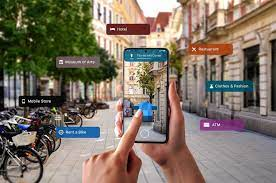 Hotel
Restaurant
Museum of Arts
Clothes & Fashion
Mobile Store
ATM
Rent a Bike